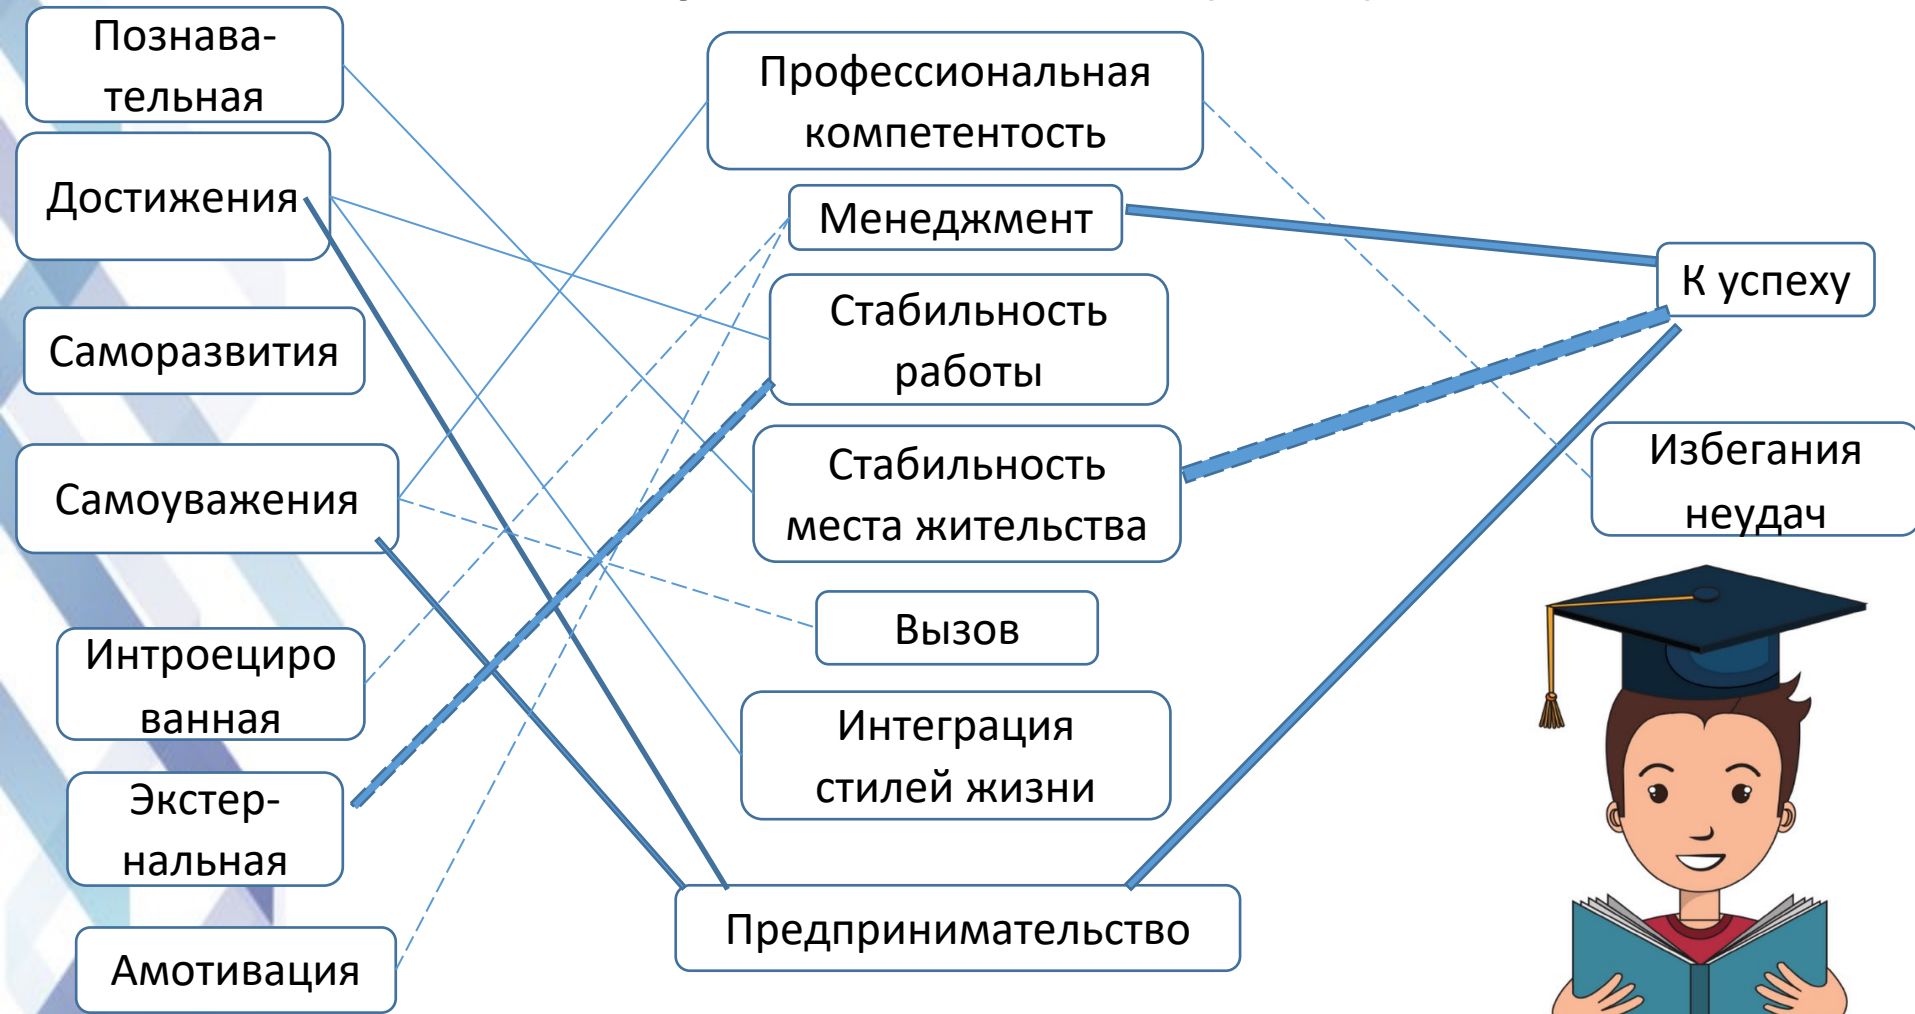 Познава-
тельная
Достижения
Саморазвития
Самоуважения
Интроециро
ванная
Экстер-
нальная
Амотивация
Профессиональная
компетентость
Менеджмент
Стабильность
работы
Стабильность
места жительства
Вызов
Интеграция
стилей жизни
Предпринимательство
К успеху
Избегания
неудач